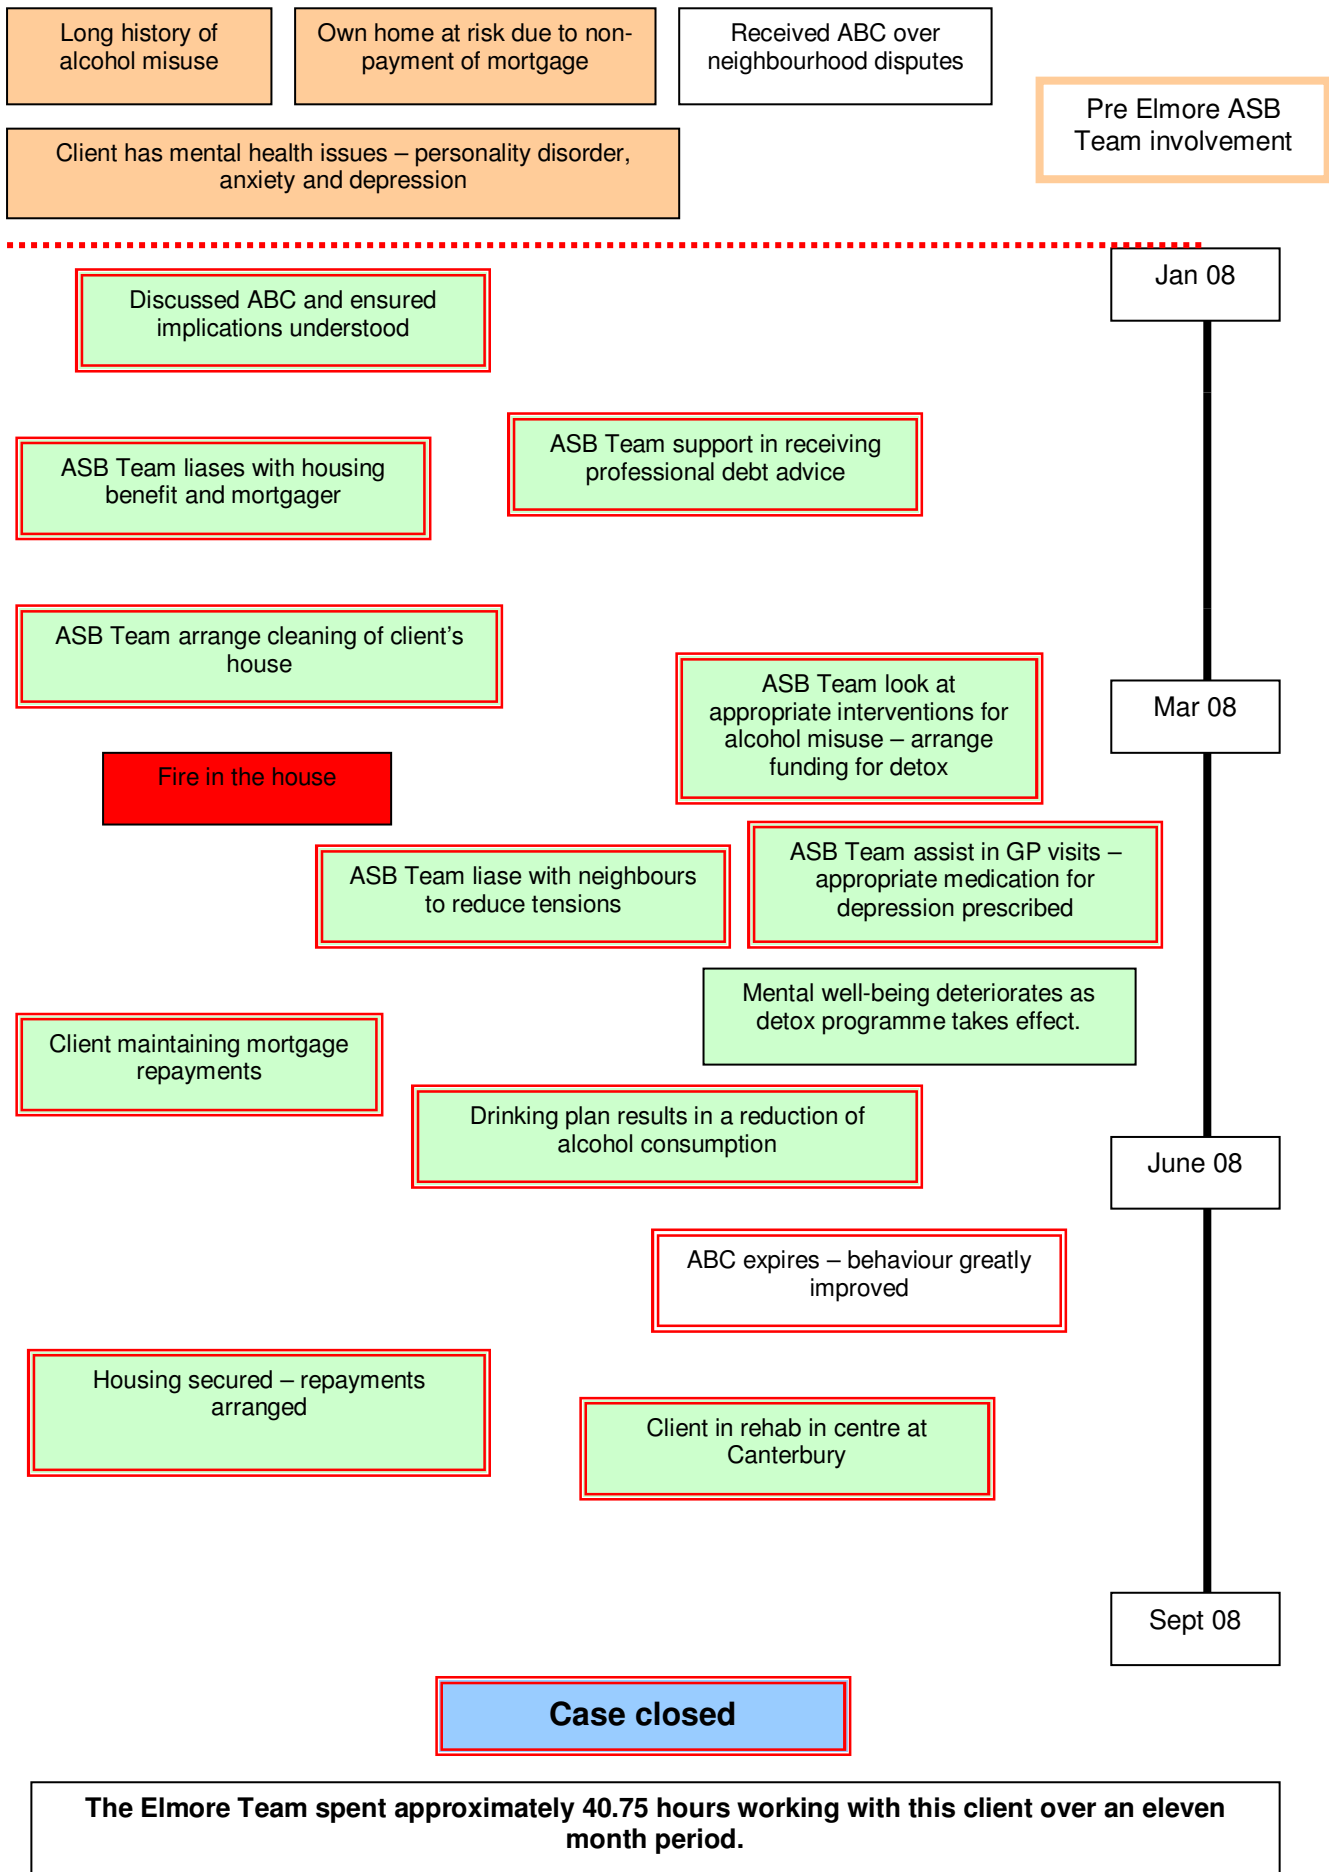 Long history of
alcohol misuse
Own home at risk due to non-
payment of mortgage
Received ABC over
neighbourhood disputes
Pre Elmore ASB
Team involvement
Client has mental health issues – personality disorder,
anxiety and depression
Jan 08
Discussed ABC and ensured
implications understood
ASB Team liases with housing
benefit and mortgager
ASB Team support in receiving
professional debt advice
ASB Team arrange cleaning of client's
house
ASB Team look at
appropriate interventions for
alcohol misuse – arrange
funding for detox
Mar 08
Fire in the house
ASB Team liase with neighbours
to reduce tensions
ASB Team assist in GP visits –
appropriate medication for
depression prescribed
Mental well-being deteriorates as
detox programme takes effect.
Client maintaining mortgage
repayments
Drinking plan results in a reduction of
alcohol consumption
June 08
ABC expires – behaviour greatly
improved
Housing secured – repayments
arranged
Client in rehab in centre at
Canterbury
Sept 08
Case closed
The Elmore Team spent approximately 40.75 hours working with this client over an eleven
month period.